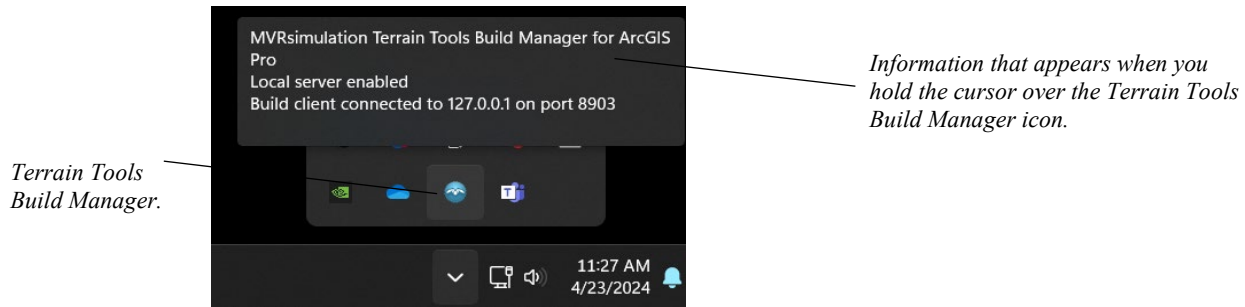 MVRsimulation Terrain Tools Build Manager for ArcGIS
Pro
Local server enabled
Build client connected to 127.0.0.1 on port 8903
Information that appears when you
hold the cursor over the Terrain Tools
Build Manager icon.
Terrain Tools
Build Manager.
T
11:27 AM
4/23/2024